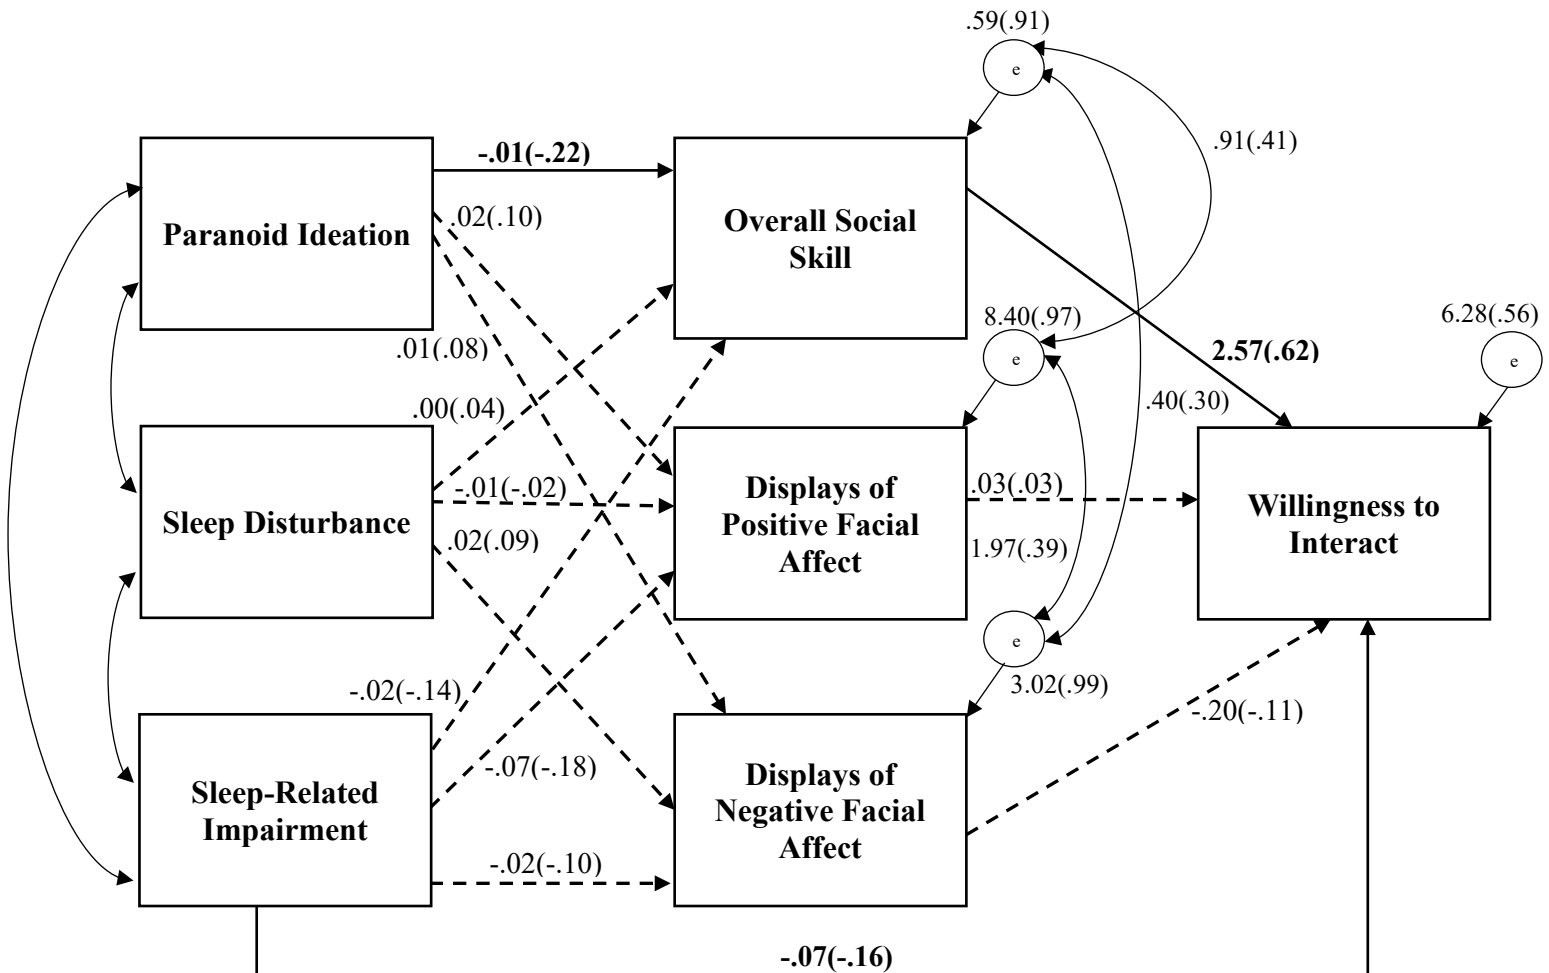 .59(.91)
e
.91(.41)
-.01(-.22)
Paranoid Ideation
.02(.10)
Overall Social
Skill
8.40(.97)
6.28(.56)
.01(.08)
e
2.57(.62)
e
.00(.04)
.40(.30)
-.01(-.02)
.03(.03)
Displays of
Positive Facial
Affect
Sleep Disturbance
Willingness to
Interact
.02(.09)
1.97(.39)
e
-.02(-.14)
3.02(.99)
-.20(-.11)
-.07(-.18)
Sleep-Related
Impairment
Displays of
Negative Facial
Affect
-.02(-.10)
-.07(-.16)